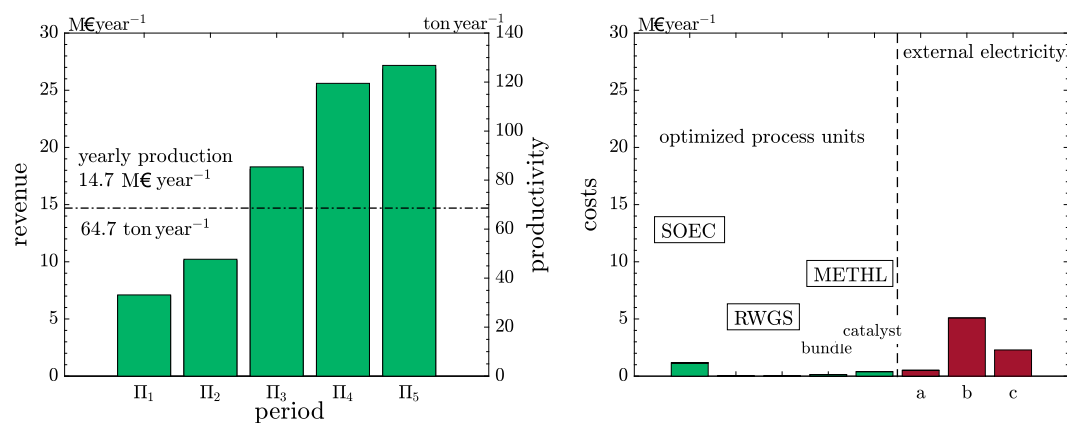 M€year⁻¹
ton year⁻¹
30
25
20
15
10
5
0
revenue
yearly production
14.7 M€ year⁻¹
64.7 ton year⁻¹
140
120
100
80
60
40
20
0
productivity
Π₁ Π₂ Π₃ Π₄ Π₅
period
M€year⁻¹
30
25
20
15
10
5
0
costs
external electricity
optimized process units
SOEC
METHL
RWGS
catalyst
bundle
a b c